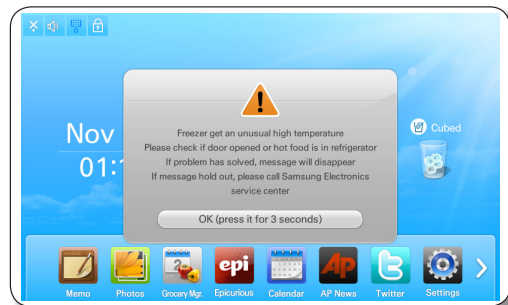 Nov
01:
Cubed
Freezer get an unusual high temperature
Please check if door opened or hot food is in refrigerator
If problem has solved, message will disappear
If message hold out, please call Samsung Electronics
service center
OK (press it for 3 seconds)
2
epi
AP
Memo
Photos
Grocery Mgr.
Epicurious
Calendar
AP News
Twitter
Settings